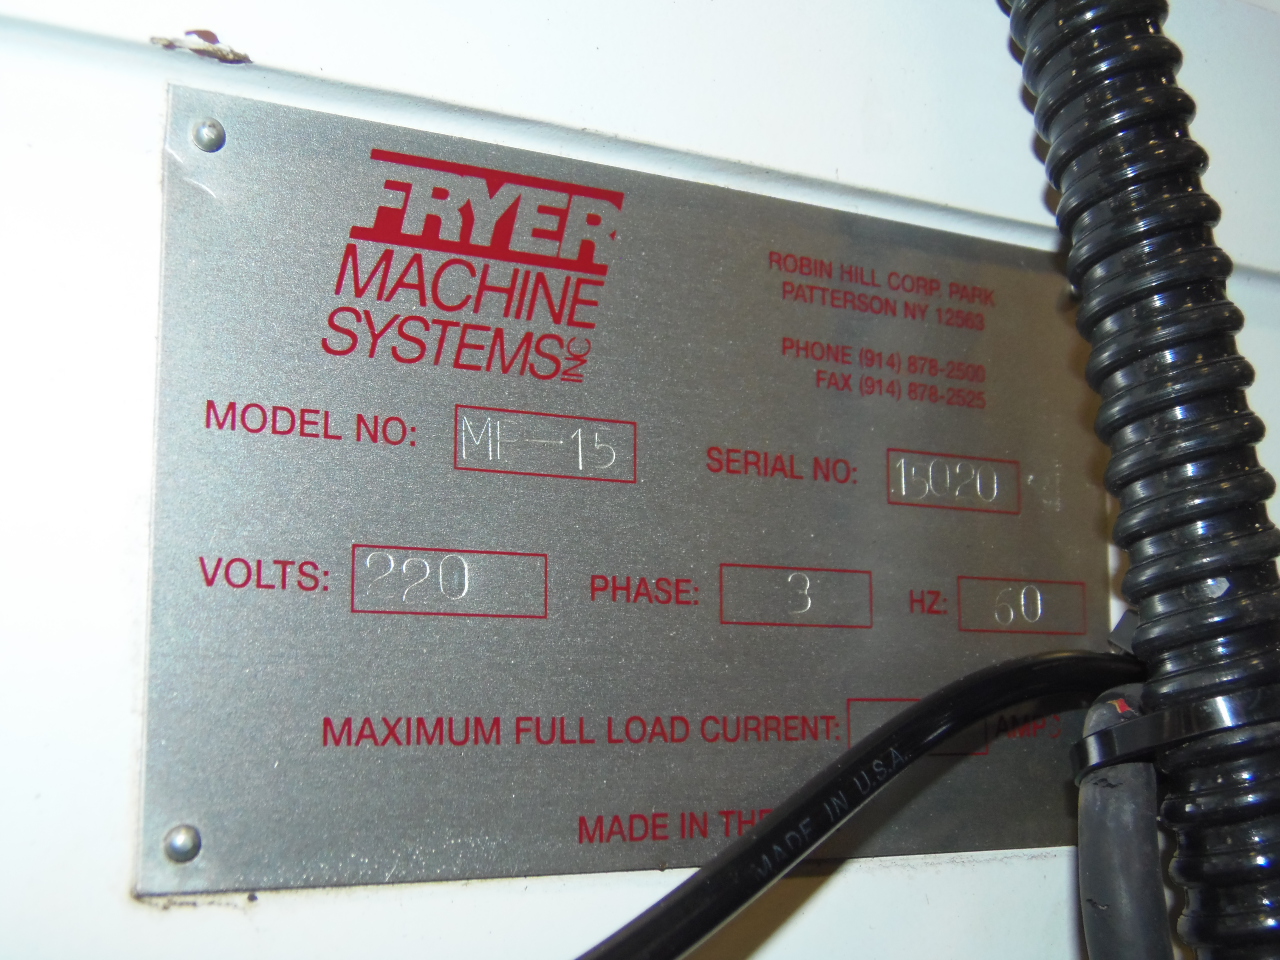 FRYER
MACHINE
SYSTEMS INC
ROBIN HILL CORP. PARK
PATTERSON NY 12563
PHONE (914) 878-2500
FAX (914) 878-2525
MODEL NO: MP-15
SERIAL NO: 15020
VOLTS: 220 PHASE: 3 HZ: 60
MAXIMUM FULL LOAD CURRENT: AMPS
MADE IN THE
MADE IN U.S.A.